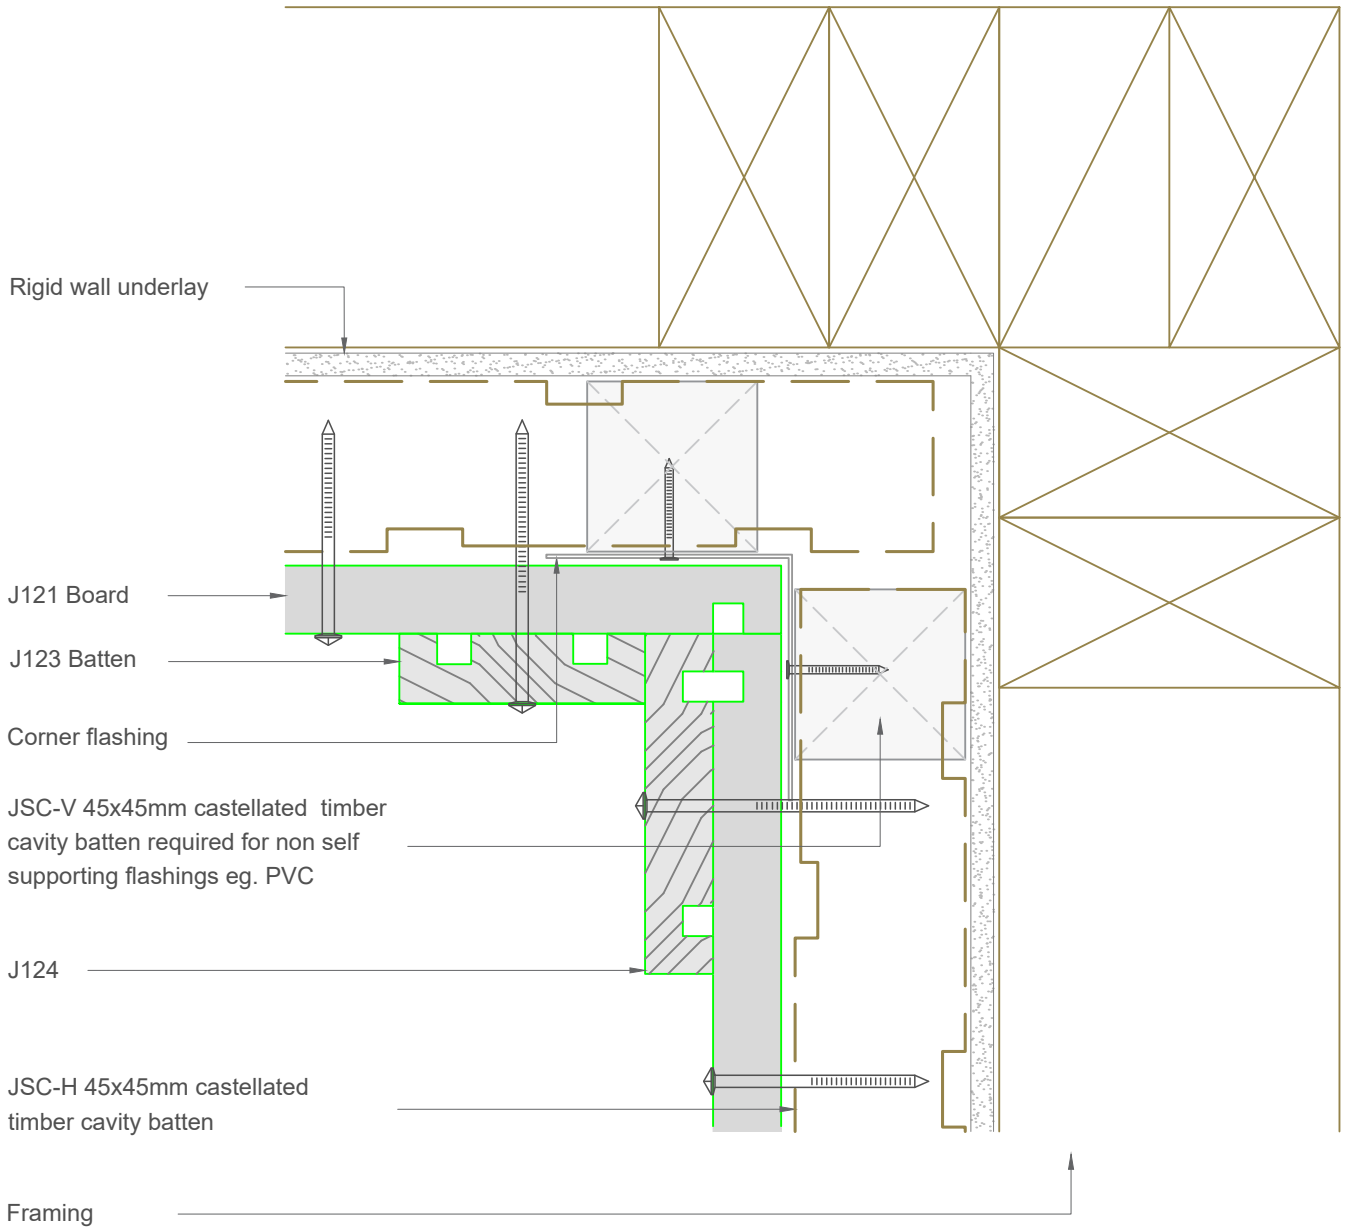 Rigid wall underlay
J121 Board
J123 Batten
Corner flashing
JSC-V 45x45mm castellated  timber
cavity batten required for non self
supporting flashings eg. PVC
J124
JSC-H 45x45mm castellated
timber cavity batten
Framing